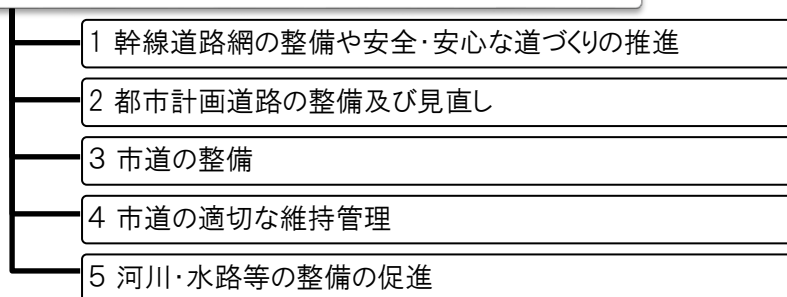 1 幹線道路網の整備や安全・安心な道づくりの推進
2 都市計画道路の整備及び見直し
3 市道の整備
4 市道の適切な維持管理
5 河川・水路等の整備の促進